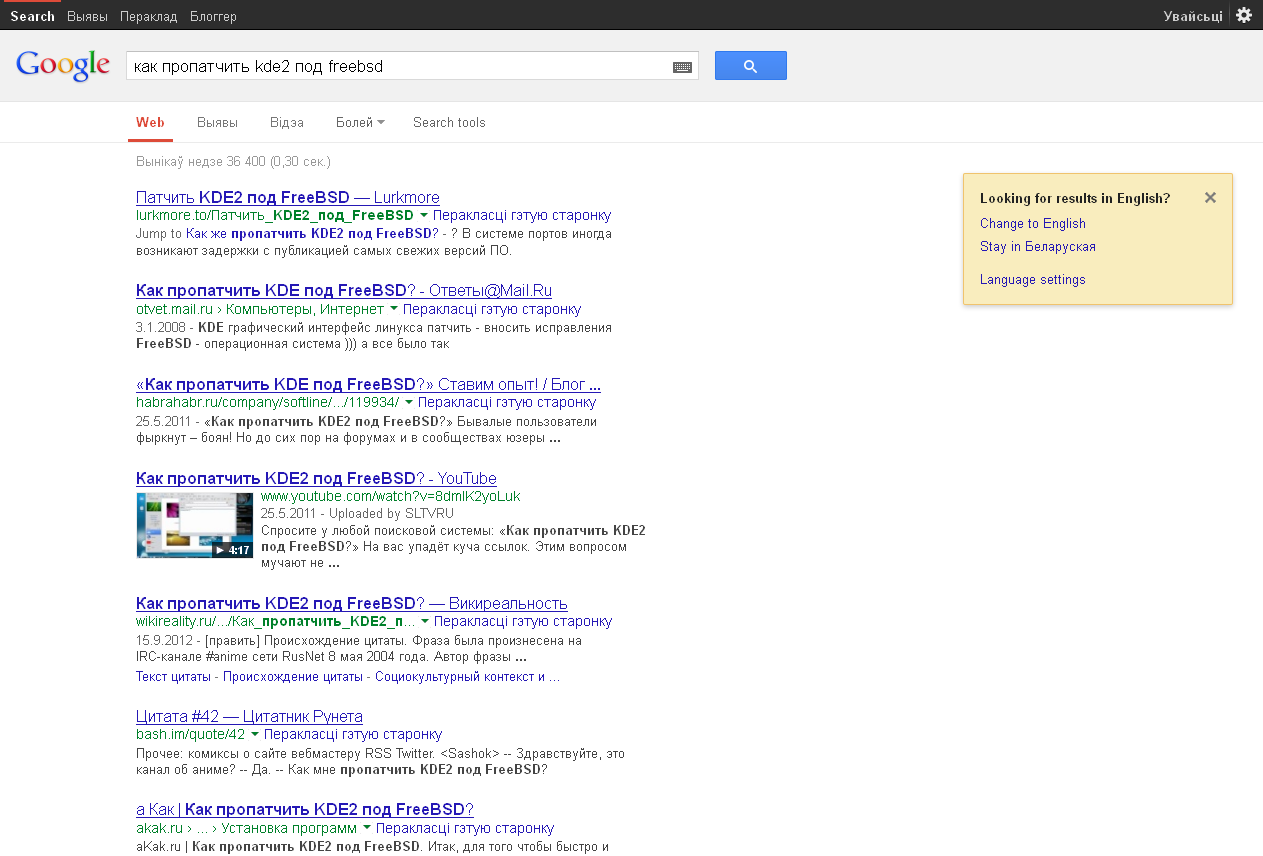 Search Выявы Пераклад Блоггер Увайсьці
Google как пропатчить kde2 под freebsd
Web Выявы Відэа Болей Search tools
Вынікаў недзе 36 400 (0,30 сек.)
Looking for results in English? ×
Change to English
Stay in Беларуская
Language settings
Патчить KDE2 под FreeBSD — Lurkmore
lurkmore.to/Патчить_KDE2_под_FreeBSD Перакласці гэтую старонку
Jump to Как же пропатчить KDE2 под FreeBSD? - ? В системе портов иногда
возникают задержки с публикацией самых свежих версий ПО.
Как пропатчить KDE под FreeBSD? - Ответы@Mail.Ru
otvet.mail.ru › Компьютеры, Интернет Перакласці гэтую старонку
3.1.2008 - KDE графический интерфейс линукса патчить - вносить исправления
FreeBSD - операционная система ))) а все было так
«Как пропатчить KDE под FreeBSD?» Ставим опыт! / Блог ...
habrahabr.ru/company/softline/.../119934/ Перакласці гэтую старонку
25.5.2011 - «Как пропатчить KDE2 под FreeBSD?» Бывалые пользователи
фыркнут – боян! Но до сих пор на форумах и в сообществах юзеры ...
Как пропатчить KDE2 под FreeBSD? - YouTube
www.youtube.com/watch?v=8dmIK2yoLuk
25.5.2011 - Uploaded by SLTVRU
Спросите у любой поисковой системы: «Как пропатчить KDE2
под FreeBSD?» На вас упадёт куча ссылок. Этим вопросом
мучают не ...
4:17
Как пропатчить KDE2 под FreeBSD? — Викиреальность
wikireality.ru/.../Как_пропатчить_KDE2_п... Перакласці гэтую старонку
15.9.2012 - [править] Происхождение цитаты. Фраза была произнесена на
IRC-канале #anime сети RusNet 8 мая 2004 года. Автор фразы ...
Текст цитаты - Происхождение цитаты - Социокультурный контекст и ...
Цитата #42 — Цитатник Рунета
bash.im/quote/42 Перакласці гэтую старонку
Прочее: комиксы о сайте вебмастеру RSS Twitter. <Sashok> -- Здравствуйте, это
канал об аниме? -- Да. -- Как мне пропатчить KDE2 под FreeBSD?
а Как | Как пропатчить KDE2 под FreeBSD?
akak.ru › ... › Установка программ Перакласці гэтую старонку
aKak.ru | Как пропатчить KDE2 под FreeBSD. Итак, для того чтобы быстро и